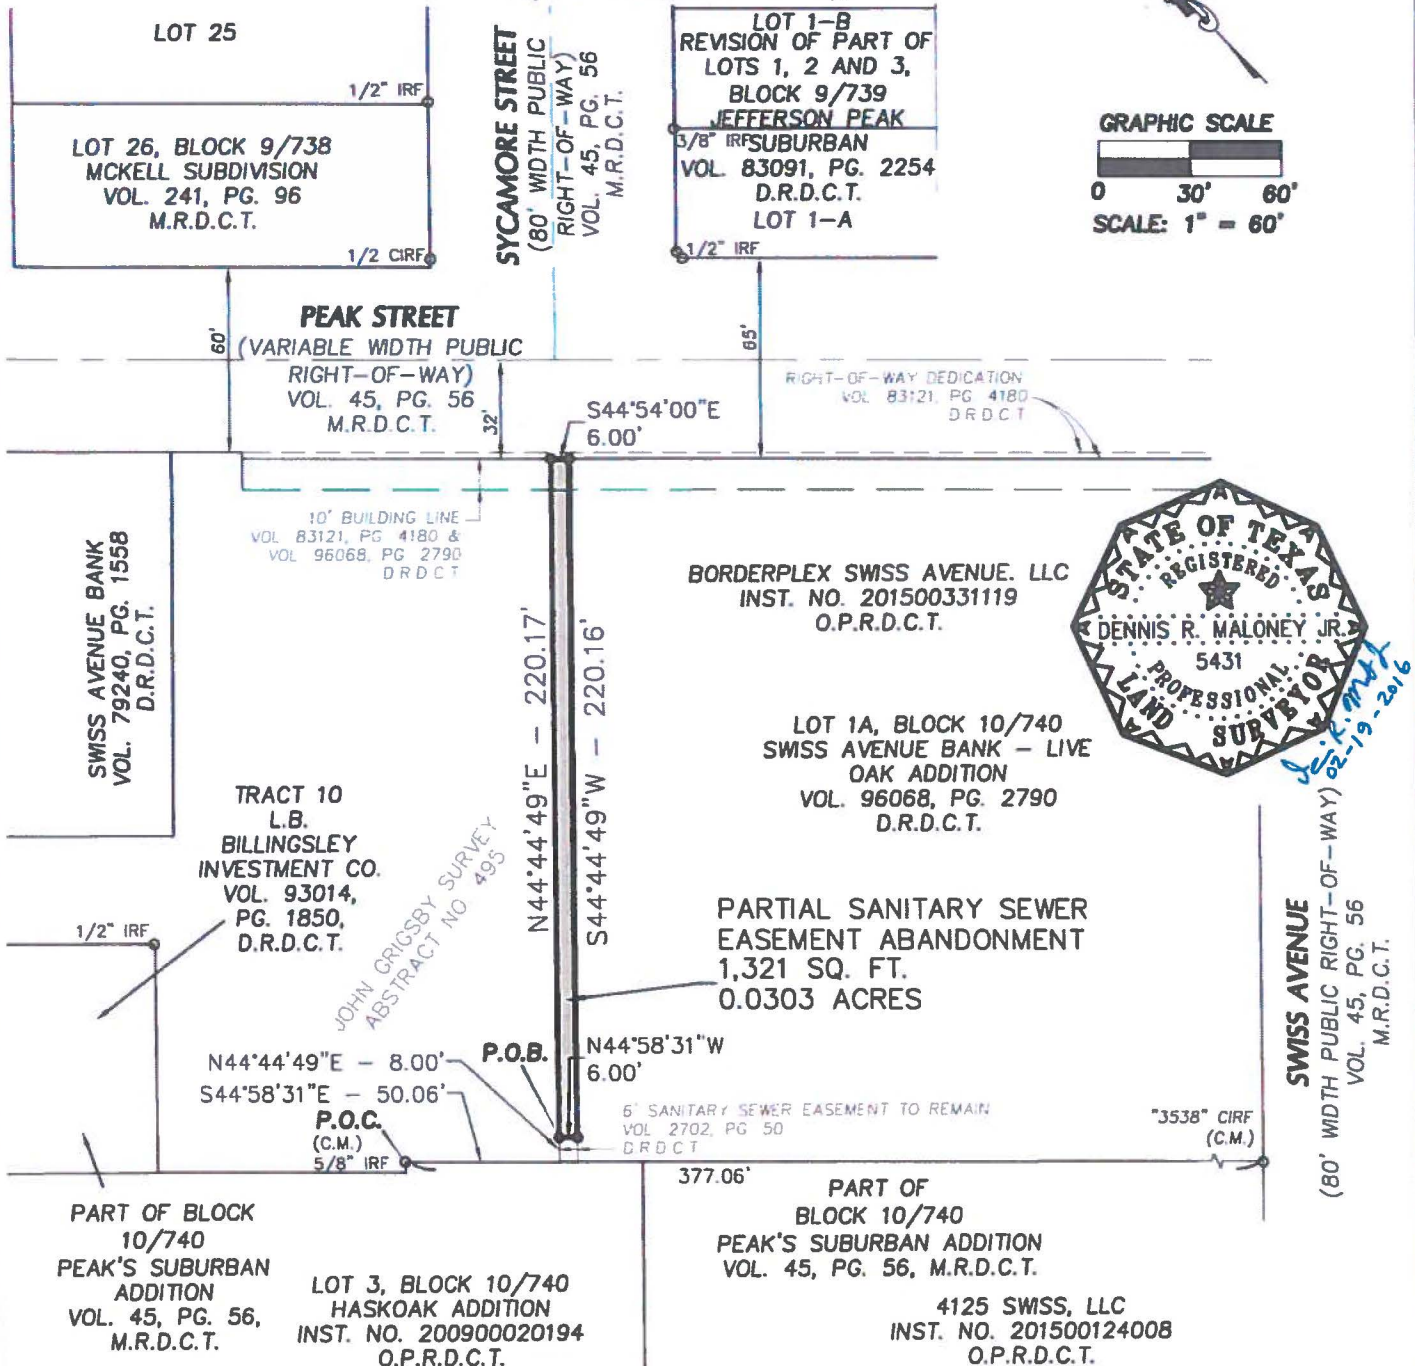 LOT 25
1/2" IRF
LOT 26, BLOCK 9/738
MCKELL SUBDIVISION
VOL. 241, PG. 96
M.R.D.C.T.
1/2 CIRF
SYCAMORE STREET
(80' WIDTH PUBLIC
RIGHT-OF-WAY)
VOL. 45, PG. 56
M.R.D.C.T.
LOT 1-B
REVISION OF PART OF
LOTS 1, 2 AND 3,
BLOCK 9/739
JEFFERSON PEAK
3/8" IRF SUBURBAN
VOL. 83091, PG. 2254
D.R.D.C.T.
LOT 1-A
1/2" IRF
GRAPHIC SCALE
0 30' 60'
SCALE: 1" = 60'
60'
PEAK STREET
(VARIABLE WIDTH PUBLIC
RIGHT-OF-WAY)
VOL. 45, PG. 56
M.R.D.C.T.
32'
65'
RIGHT-OF-WAY DEDICATION
VOL 83121, PG 4180
DRDCT
S44°54'00"E
6.00'
10' BUILDING LINE
VOL 83121, PG 4180 &
VOL 96068, PG 2790
DRDCT
SWISS AVENUE BANK
VOL. 79240, PG. 1558
D.R.D.C.T.
N44°44'49"E - 220.17'
S44°44'49"W - 220.16'
BORDERPLEX SWISS AVENUE. LLC
INST. NO. 201500331119
O.P.R.D.C.T.
STATE OF TEXAS
REGISTERED
DENNIS R. MALONEY JR.
5431
PROFESSIONAL
LAND SURVEYOR
02-19-2016
LOT 1A, BLOCK 10/740
SWISS AVENUE BANK - LIVE
OAK ADDITION
VOL. 96068, PG. 2790
D.R.D.C.T.
TRACT 10
L.B.
BILLINGSLEY
INVESTMENT CO.
VOL. 93014,
PG. 1850,
D.R.D.C.T.
1/2" IRF
JOHN GRIGSBY SURVEY
ABSTRACT NO 495
PARTIAL SANITARY SEWER
EASEMENT ABANDONMENT
1,321 SQ. FT.
0.0303 ACRES
SWISS AVENUE
(80' WIDTH PUBLIC RIGHT-OF-WAY)
VOL. 45, PG. 56
M.R.D.C.T.
N44°44'49"E - 8.00'
S44°58'31"E - 50.06'
P.O.B.
N44°58'31"W
6.00'
P.O.C.
(C.M.)
5/8" IRF
6' SANITARY SEWER EASEMENT TO REMAIN
VOL 2702, PG 50
DRDCT
"3538" CIRF
(C.M.)
377.06'
PART OF BLOCK
10/740
PEAK'S SUBURBAN
ADDITION
VOL. 45, PG. 56,
M.R.D.C.T.
LOT 3, BLOCK 10/740
HASKOAK ADDITION
INST. NO. 200900020194
O.P.R.D.C.T.
PART OF
BLOCK 10/740
PEAK'S SUBURBAN ADDITION
VOL. 45, PG. 56, M.R.D.C.T.
4125 SWISS, LLC
INST. NO. 201500124008
O.P.R.D.C.T.